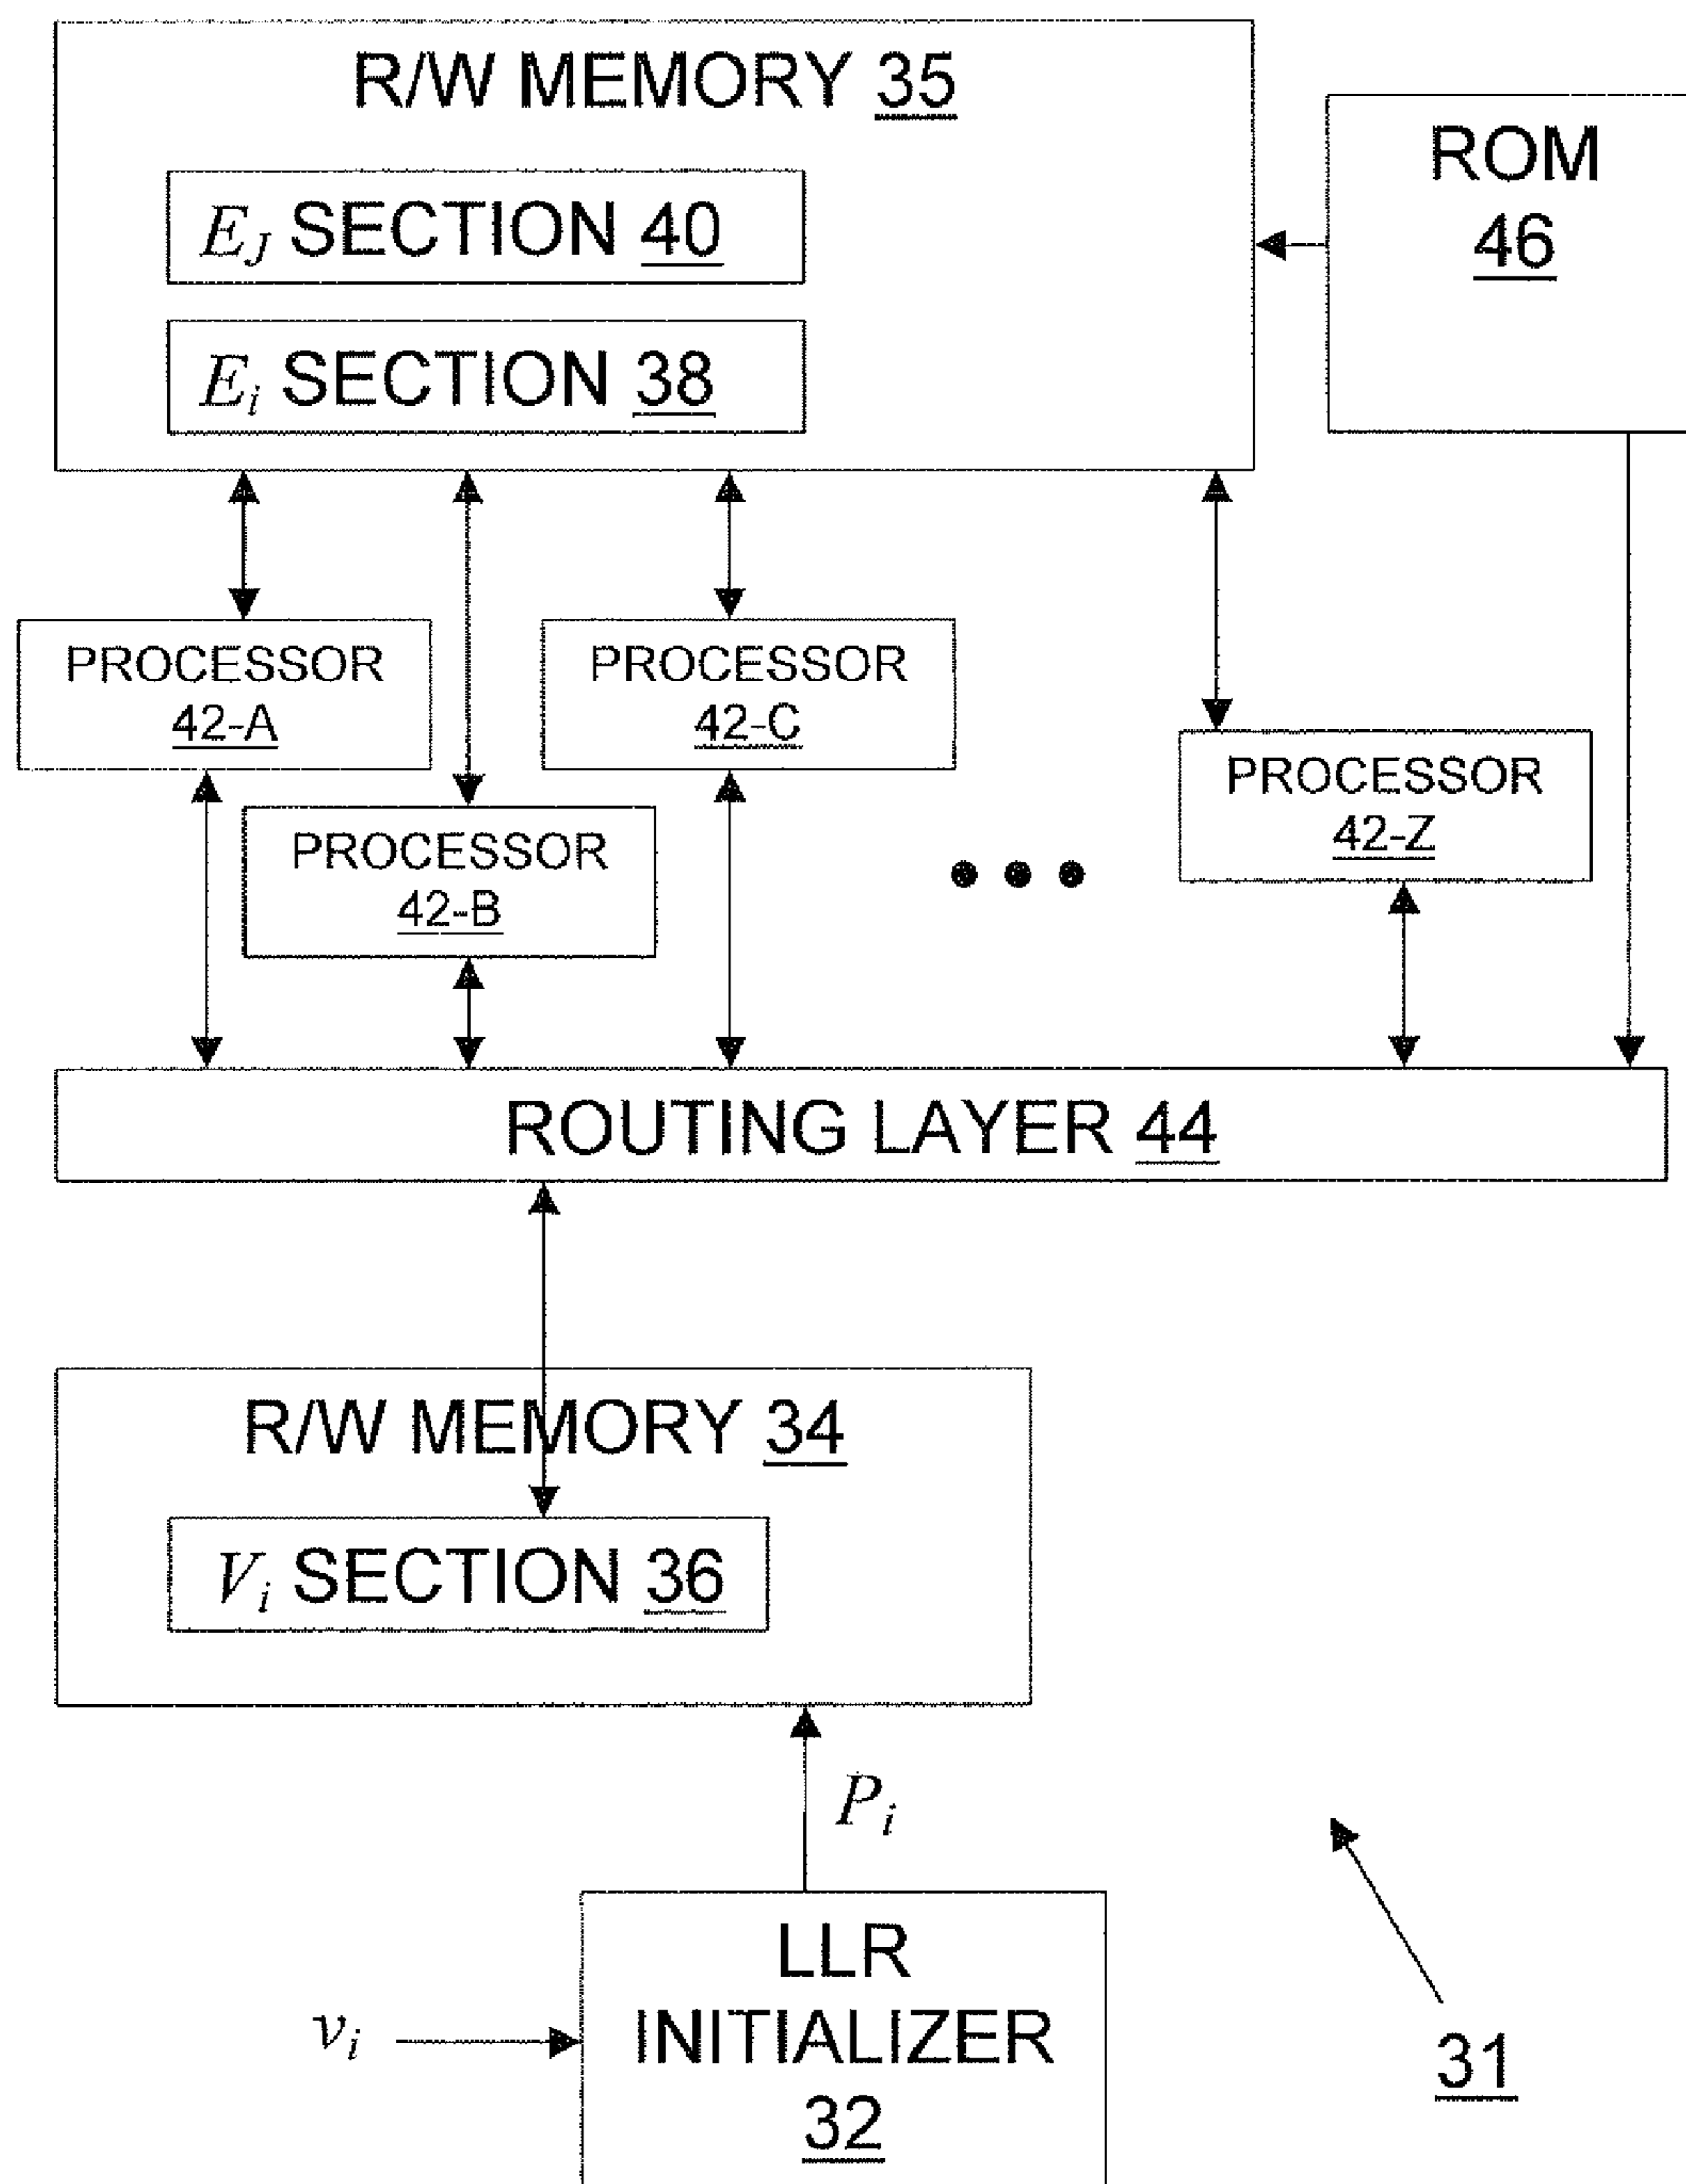 R/W MEMORY 35
ROM
46
E_J SECTION 40
E_i SECTION 38
PROCESSOR
42-A
PROCESSOR
42-C
PROCESSOR
42-Z
PROCESSOR
42-B
ROUTING LAYER 44
R/W MEMORY 34
V_i SECTION 36
P_i
LLR
INITIALIZER
32
v_i
31